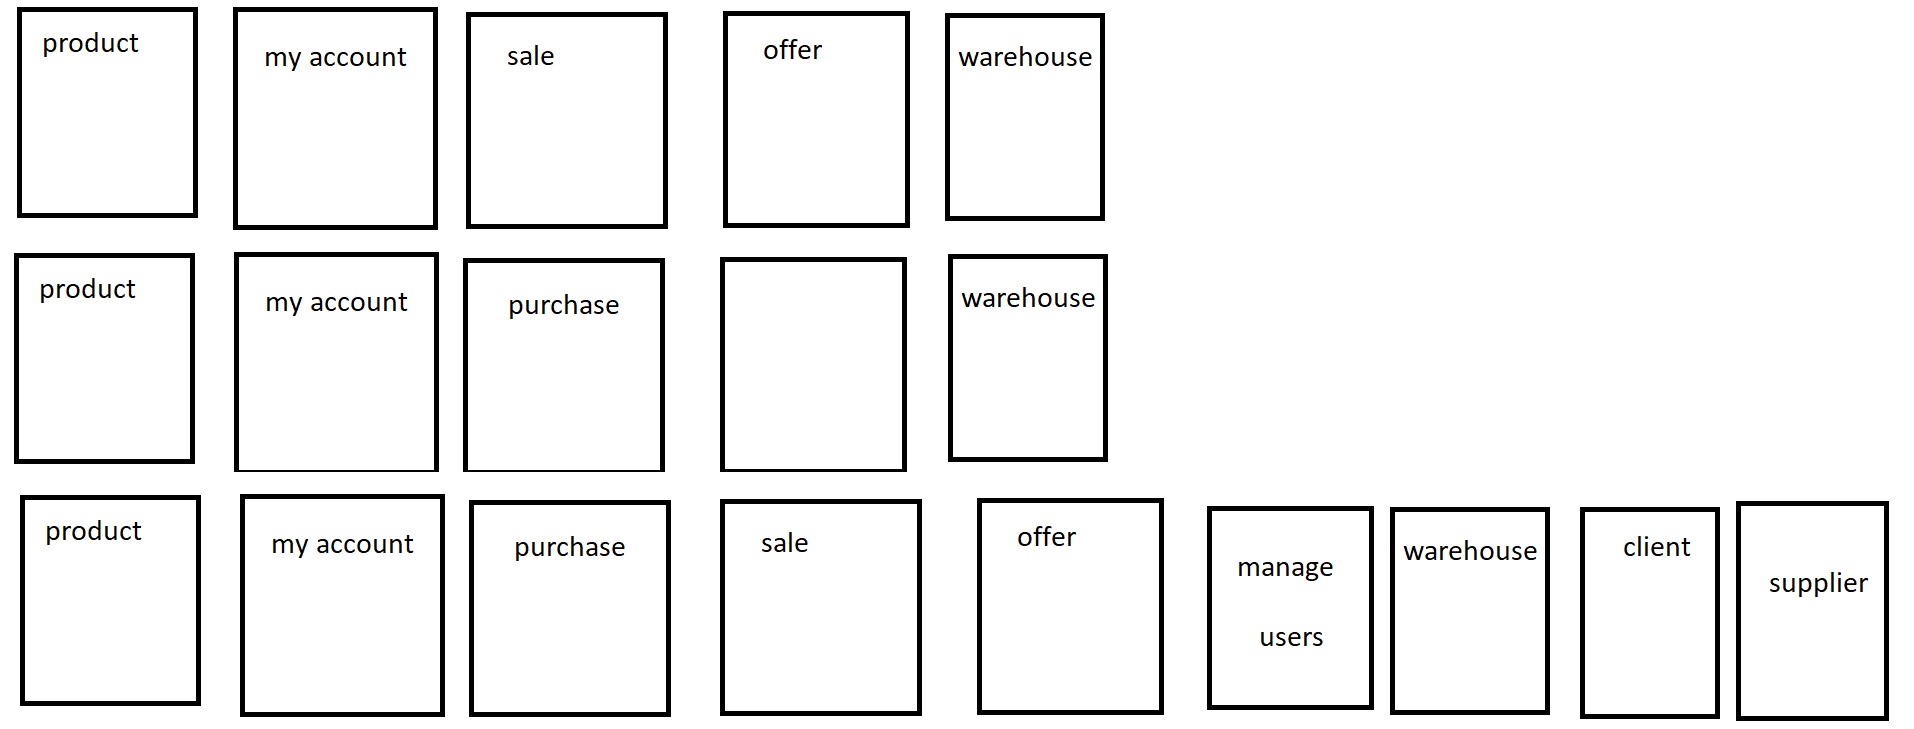 product
my account
sale
offer
warehouse
product
my account
purchase
warehouse
product
my account
purchase
sale
offer
manage
users
warehouse
client
supplier